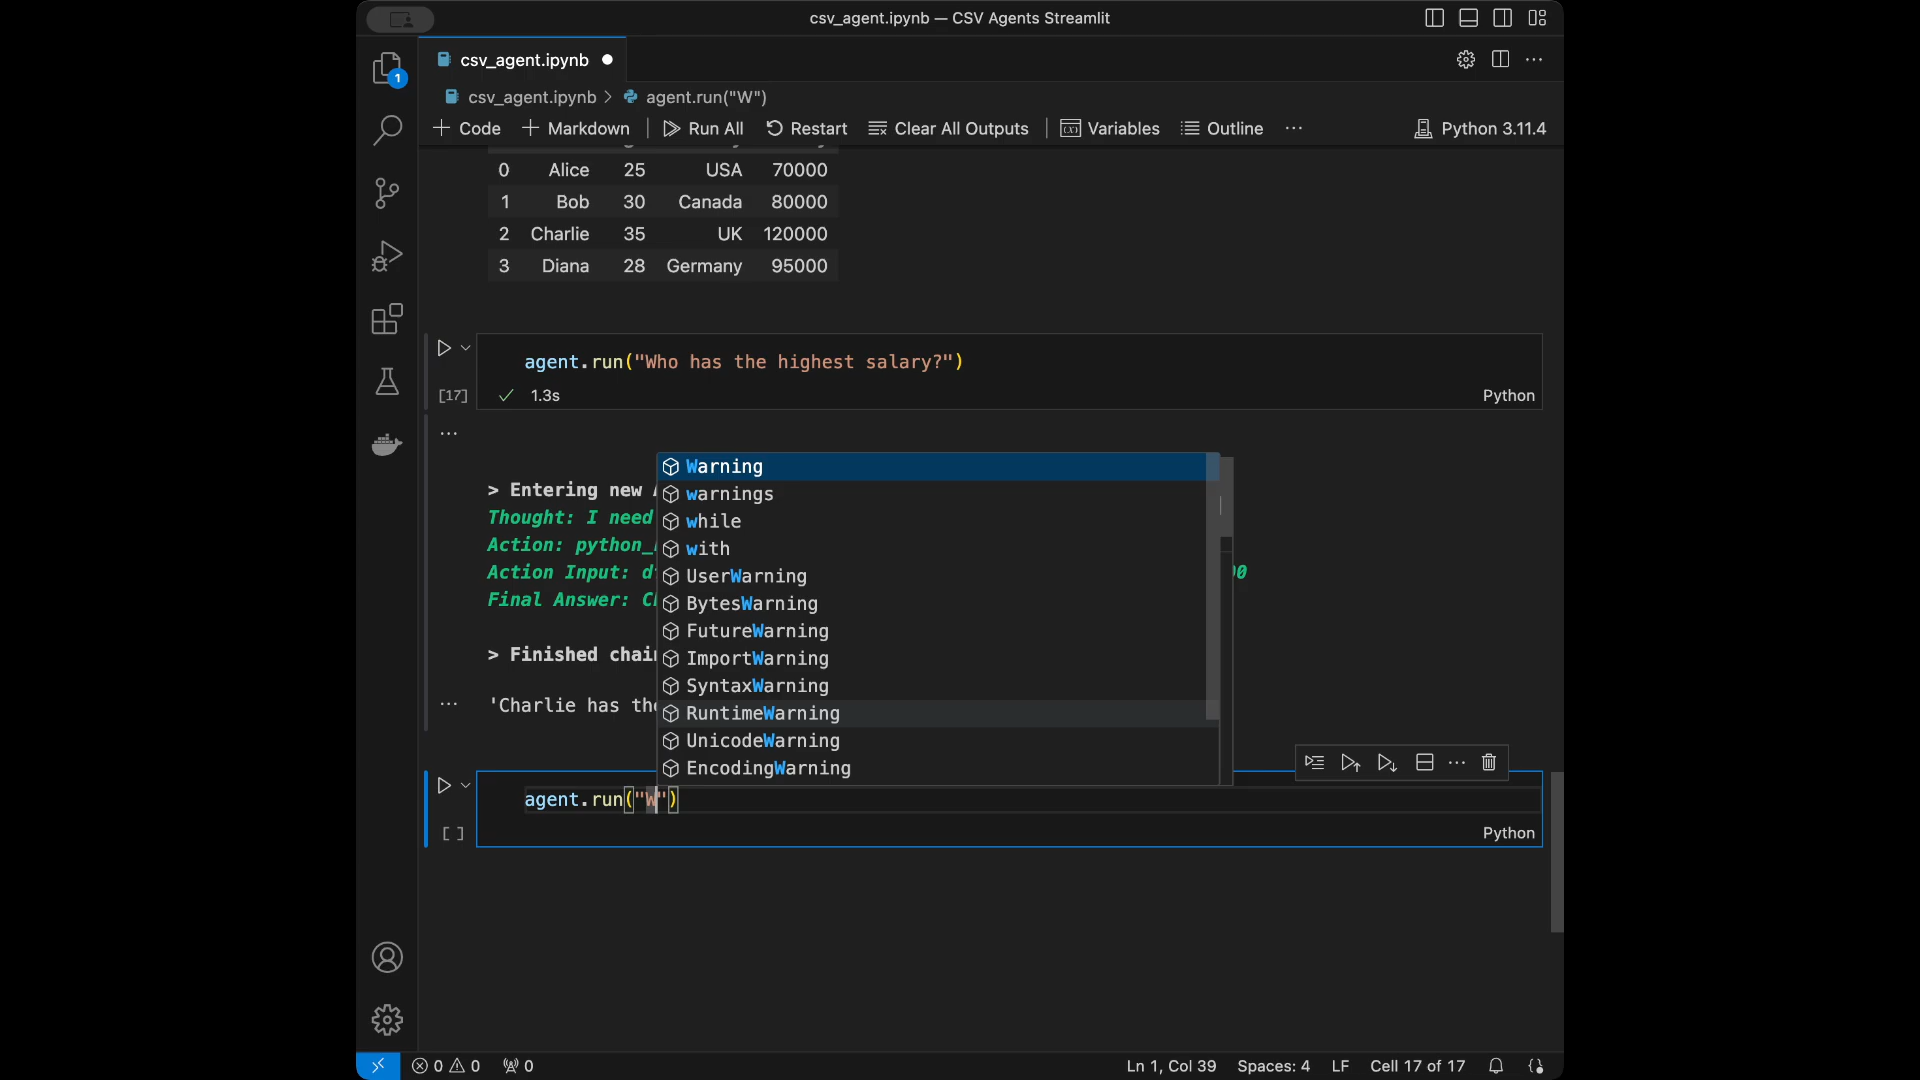 csv_agent.ipynb — CSV Agents Streamlit
1
csv_agent.ipynb
csv_agent.ipynb > agent.run("W")
Code Markdown Run All Restart Clear All Outputs Variables Outline ... Python 3.11.4
0 Alice 25 USA 70000
1 Bob 30 Canada 80000
2 Charlie 35 UK 120000
3 Diana 28 Germany 95000
agent.run("Who has the highest salary?")
[17] ✓ 1.3s Python
...
> Entering new
Thought: I need
Action:
Action Input:
Final Answer:
> Finished
... 'Charlie has
Warning
warnings
while
with
UserWarning
BytesWarning
FutureWarning
ImportWarning
SyntaxWarning
RuntimeWarning
UnicodeWarning
EncodingWarning
agent.run("W")
[ ] Python
0 0 0 Ln 1, Col 39 Spaces: 4 LF Cell 17 of 17